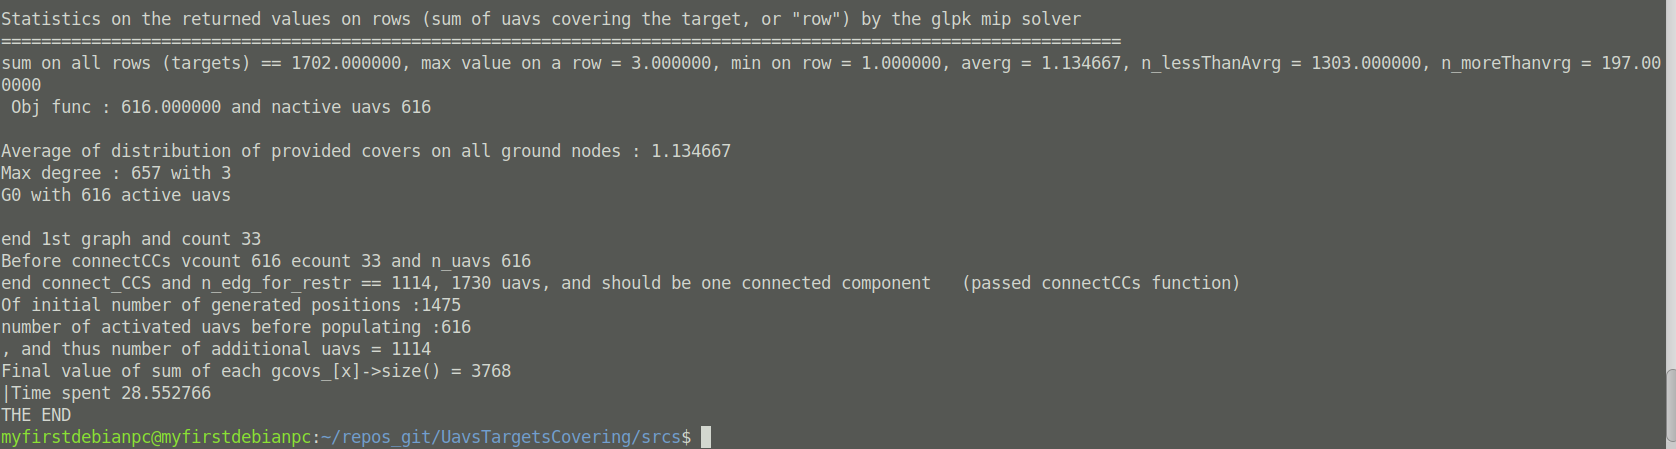 Statistics on the returned values on rows (sum of uavs covering the target, or "row") by the glpk mip solver
================================================================================================================
sum on all rows (targets) == 1702.000000, max value on a row = 3.000000, min on row = 1.000000, averg = 1.134667, n_lessThanAvrg = 1303.000000, n_moreThanvrg = 197.00
0000
 Obj func : 616.000000 and nactive uavs 616

Average of distribution of provided covers on all ground nodes : 1.134667
Max degree : 657 with 3
G0 with 616 active uavs

end 1st graph and count 33
Before connectCCs vcount 616 ecount 33 and n_uavs 616
end connect_CCS and n_edg_for_restr == 1114, 1730 uavs, and should be one connected component   (passed connectCCs function)
Of initial number of generated positions :1475
number of activated uavs before populating :616
, and thus number of additional uavs = 1114
Final value of sum of each gcovs_[x]->size() = 3768
|Time spent 28.552766
THE END
myfirstdebianpc@myfirstdebianpc:~/repos_git/UavsTargetsCovering/srcs$